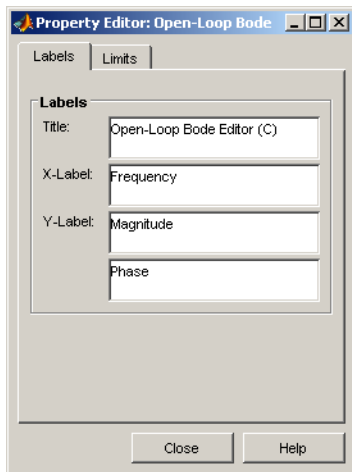 Property Editor: Open-Loop Bode
Labels Limits
Labels
Title: Open-Loop Bode Editor (C)
X-Label: Frequency
Y-Label: Magnitude
Phase
Close Help